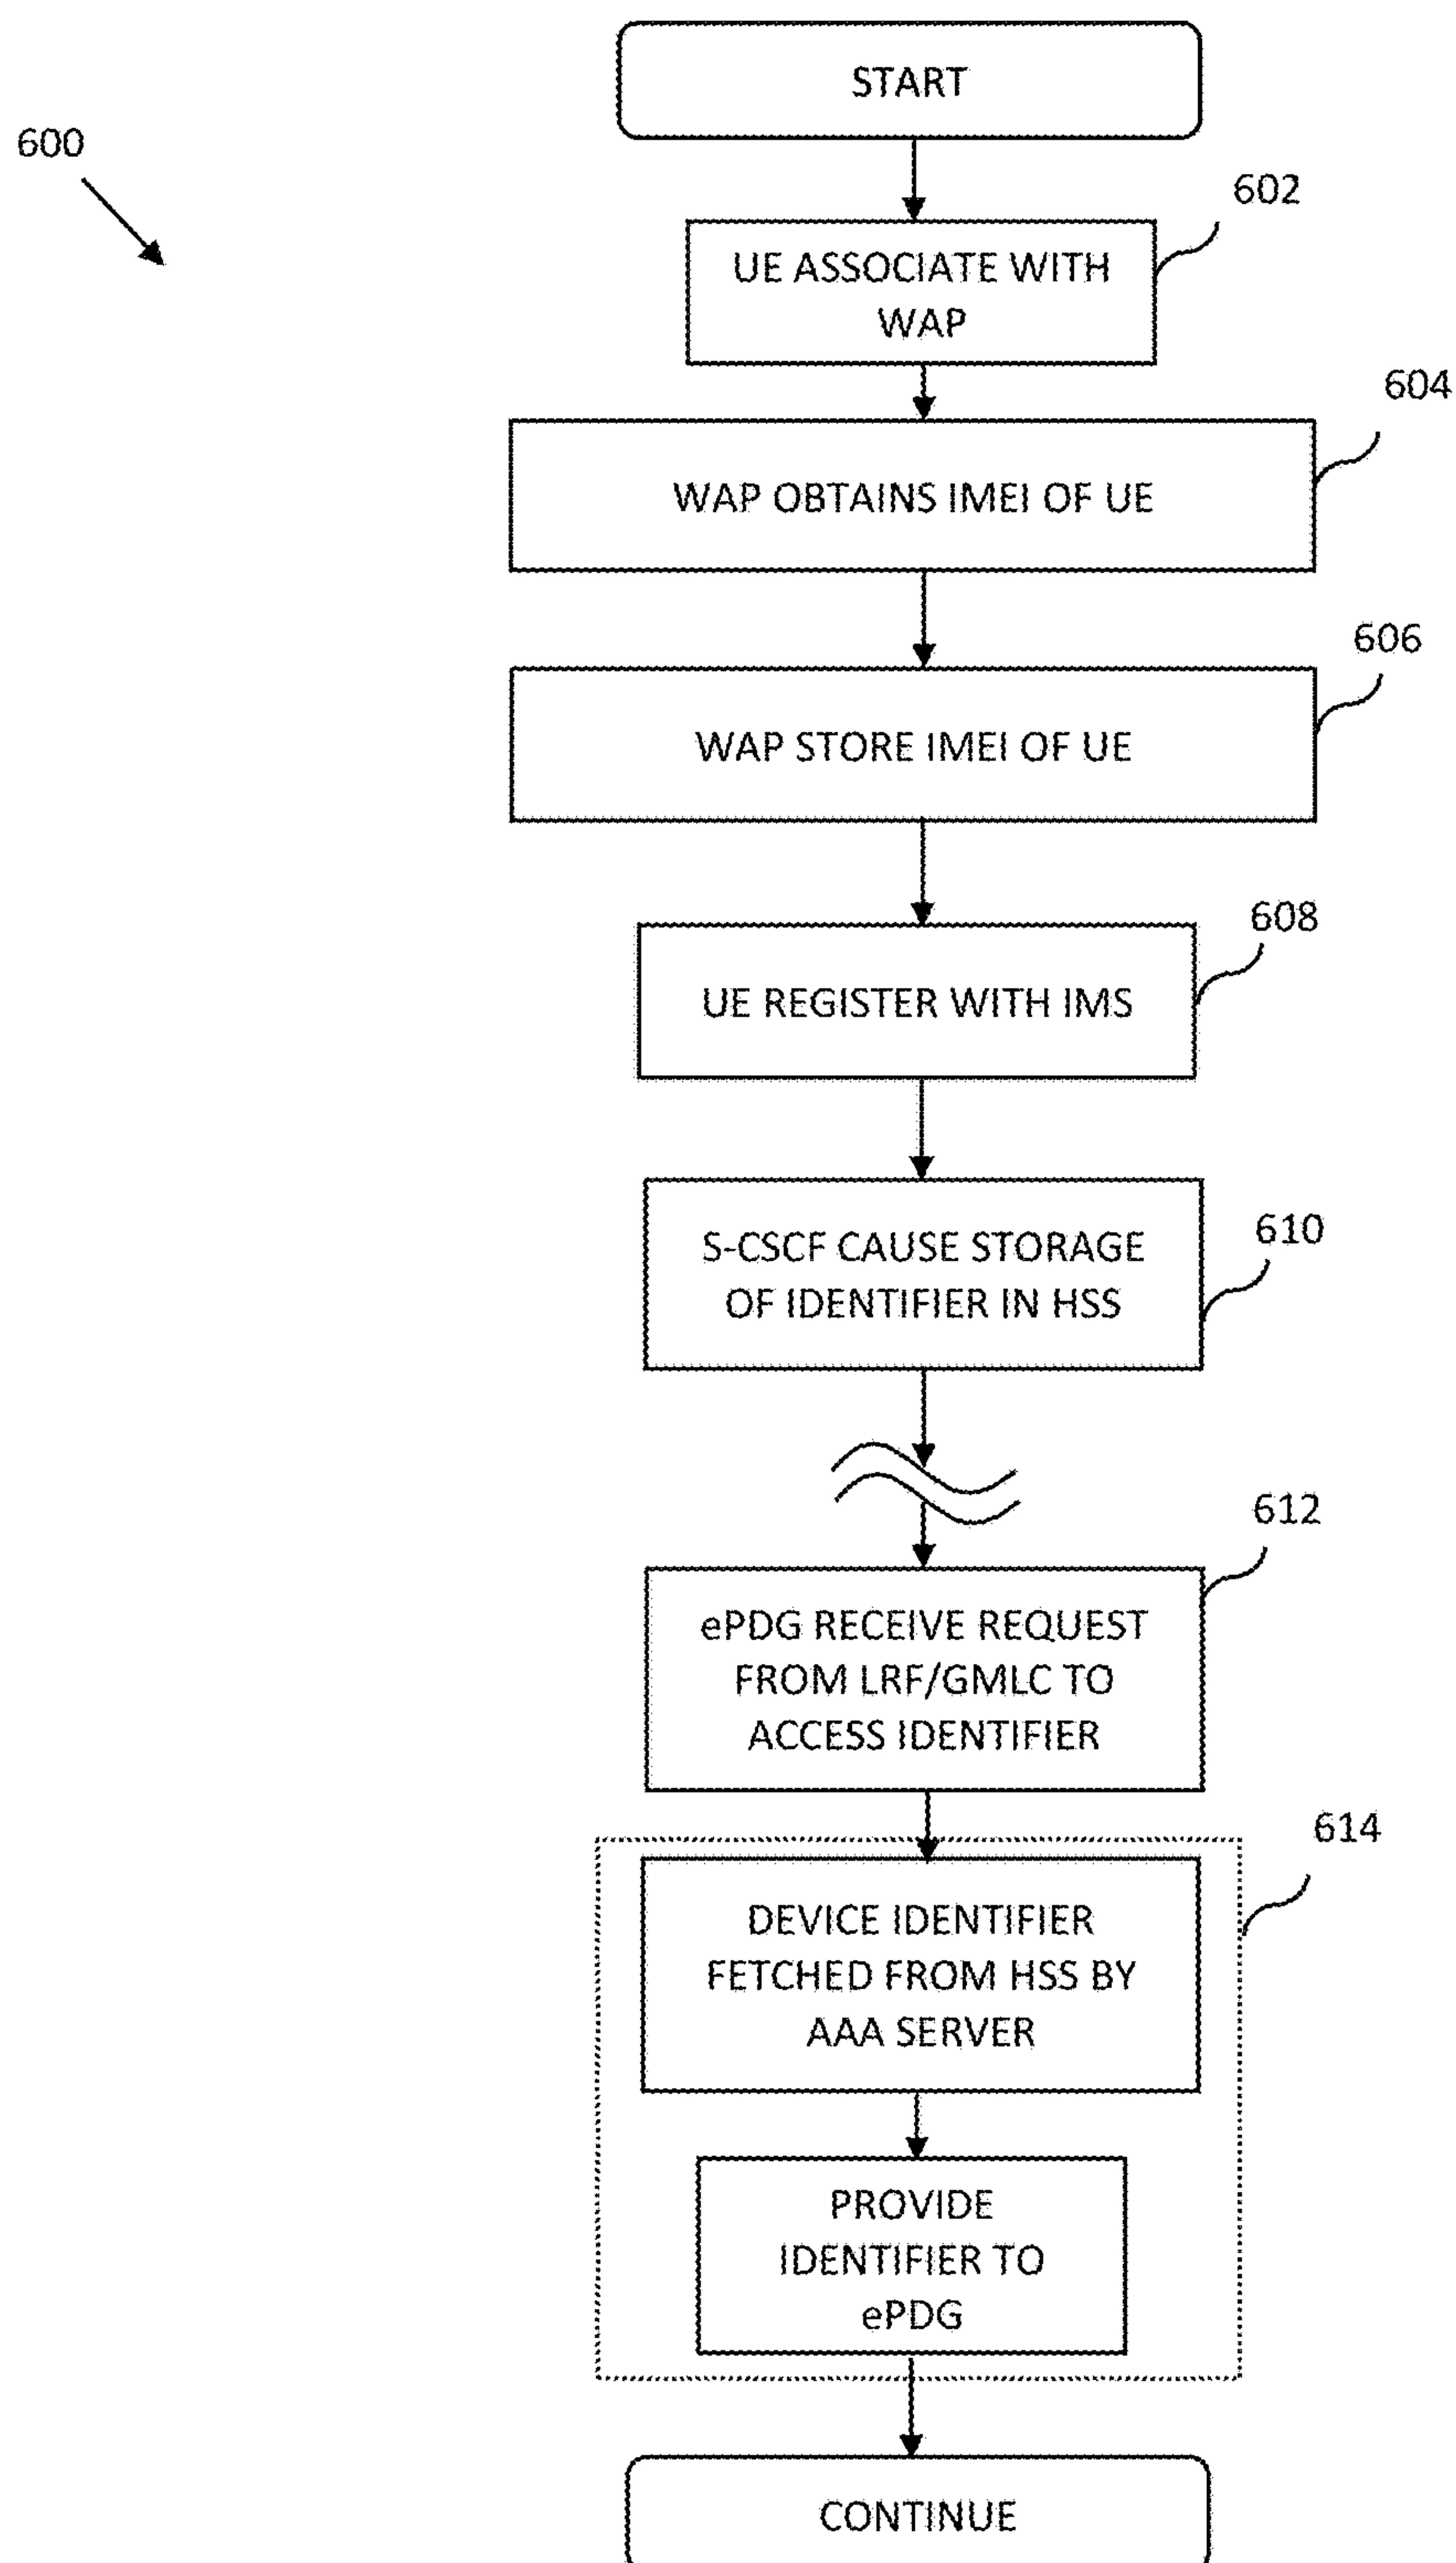 START
600
602
UE ASSOCIATE WITH
WAP
604
WAP OBTAINS IMEI OF UE
606
WAP STORE IMEI OF UE
608
UE REGISTER WITH IMS
610
S-CSCF CAUSE STORAGE
OF IDENTIFIER IN HSS
612
ePDG RECEIVE REQUEST
FROM LRF/GMLC TO
ACCESS IDENTIFIER
614
DEVICE IDENTIFIER
FETCHED FROM HSS BY
AAA SERVER
PROVIDE
IDENTIFIER TO
ePDG
CONTINUE